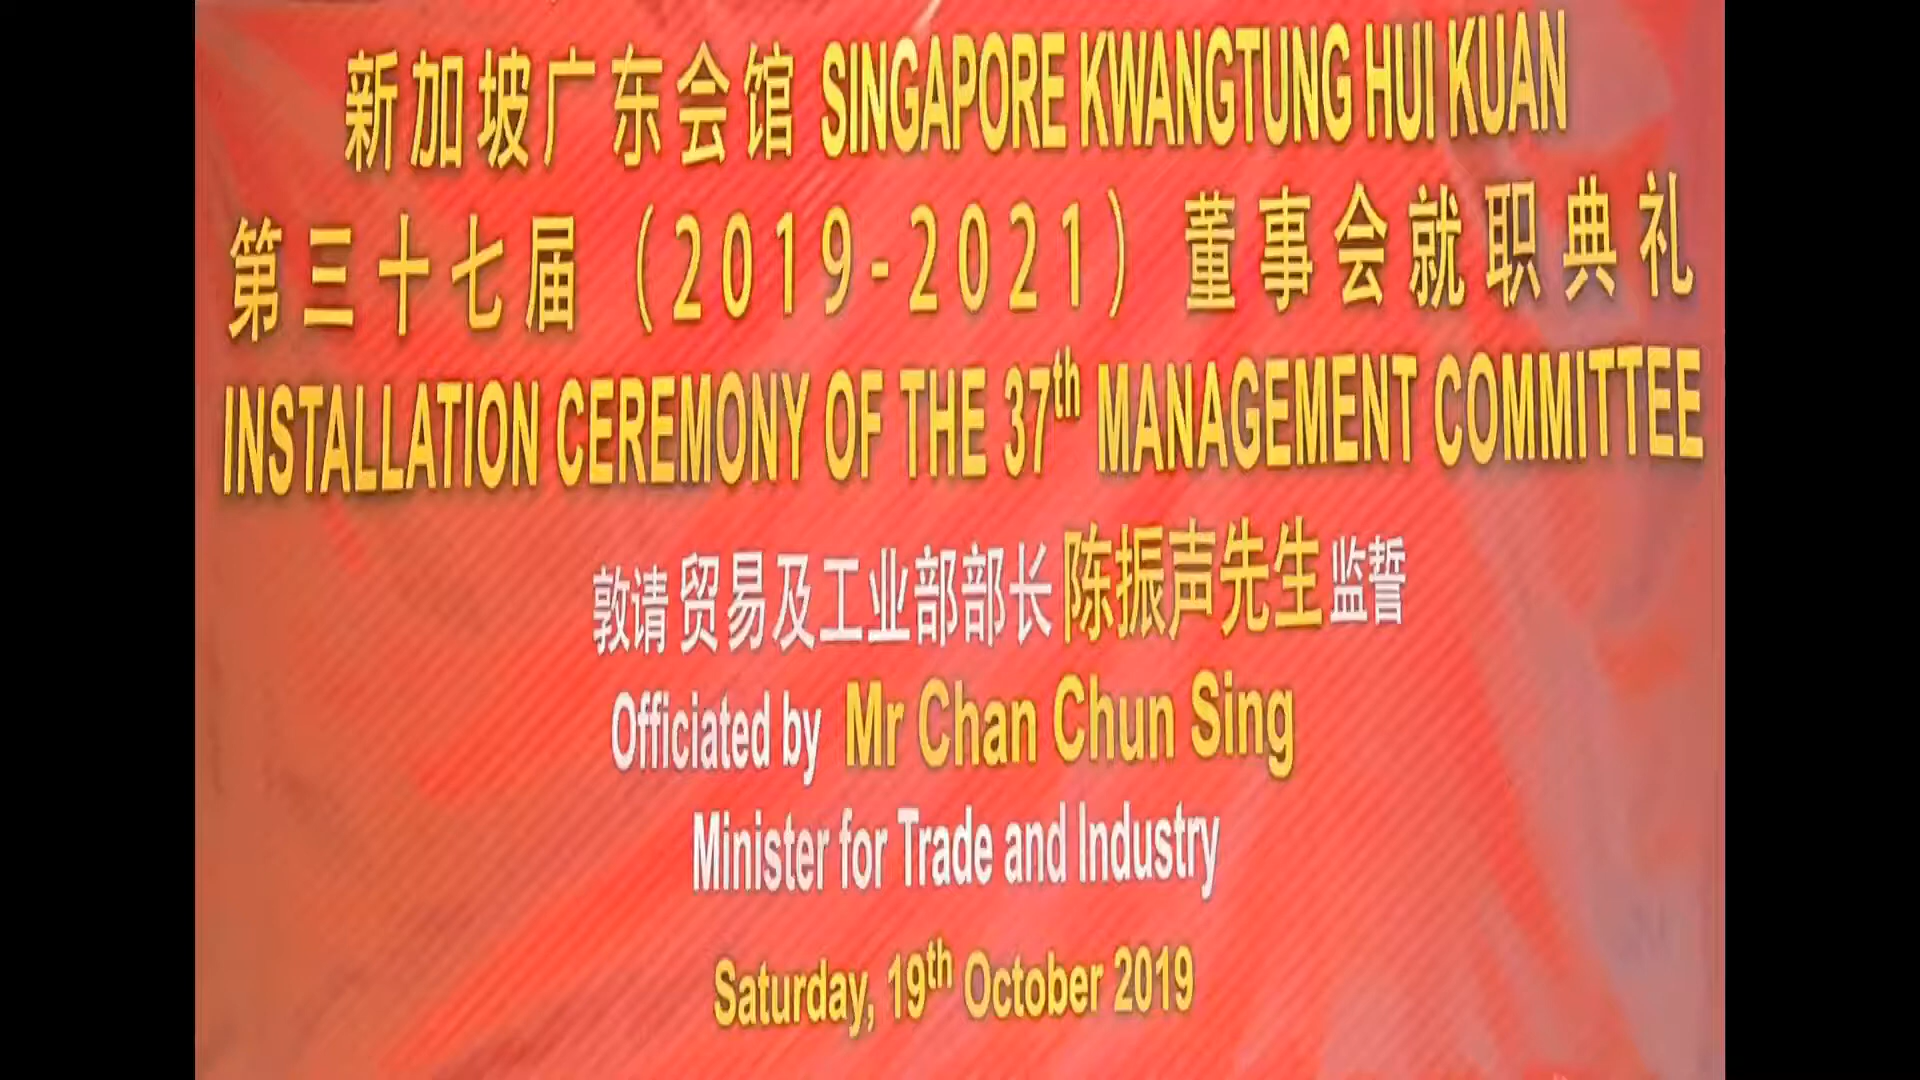 新加坡广东会馆 SINGAPORE KWANGTUNG HUI KUAN
第三十七届（2019-2021）董事会就职典礼
INSTALLATION CEREMONY OF THE 37th MANAGEMENT COMMITTEE
敦请 贸易及工业部部长 陈振声先生 监誓
Officiated by Mr Chan Chun Sing
Minister for Trade and Industry
Saturday, 19th October 2019